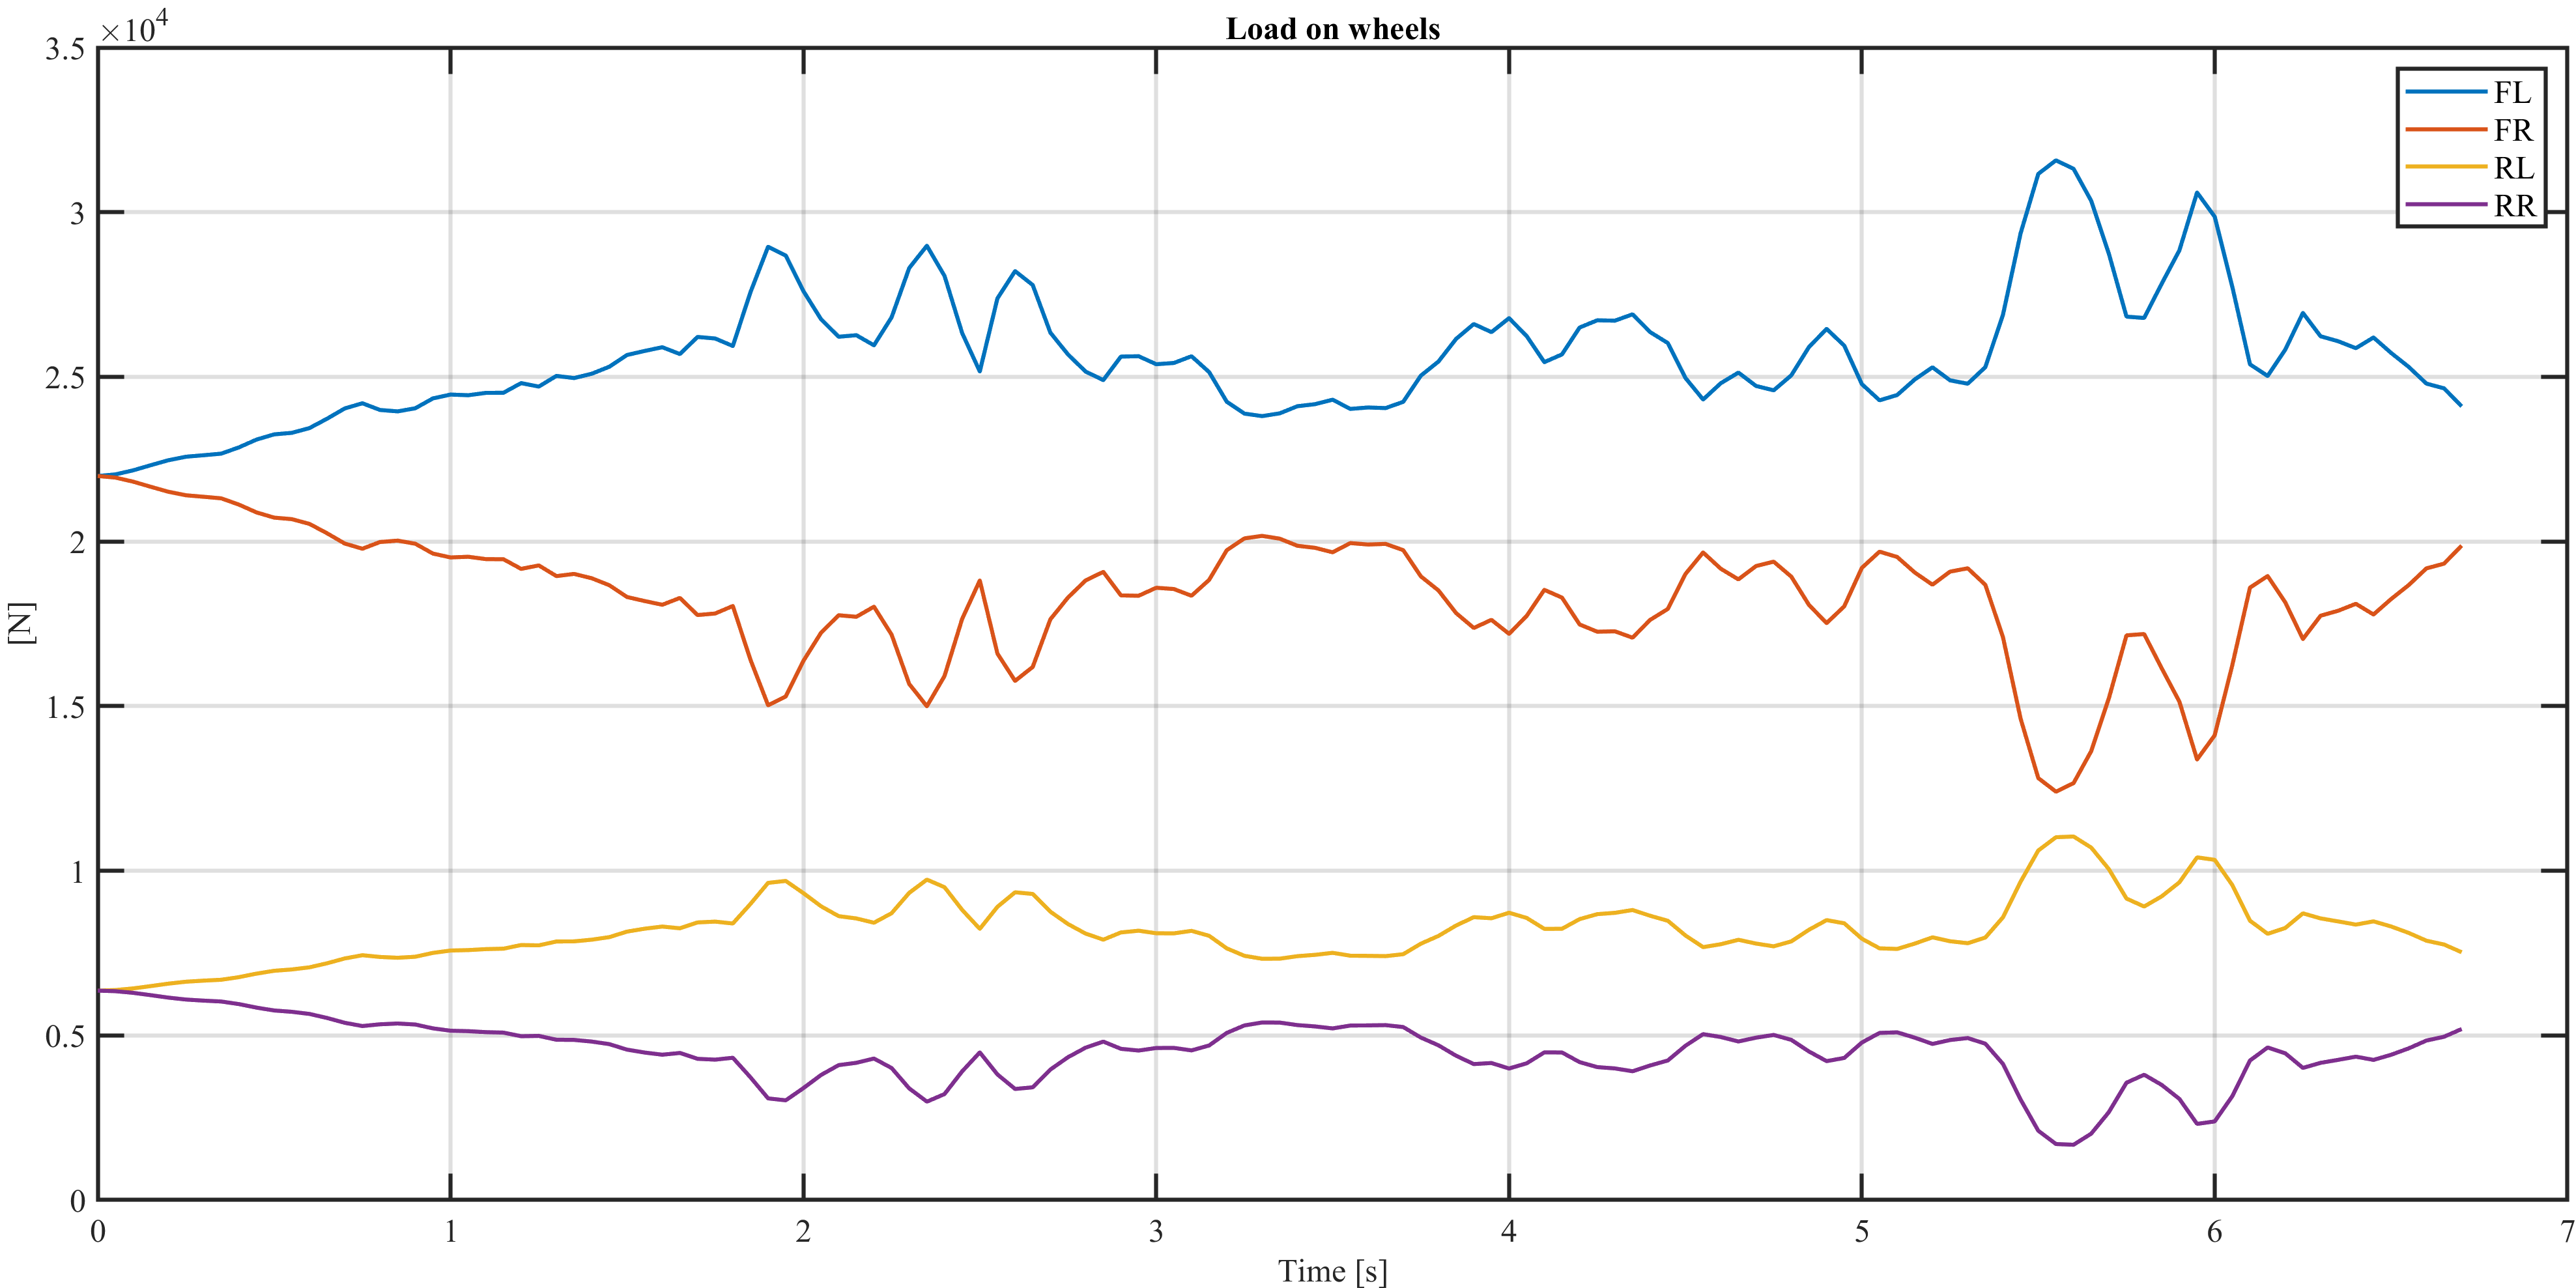 Load on wheels
×10⁴
3.5
3
2.5
2
1.5
1
0.5
0
[N]
0 1 2 3 4 5 6 7
Time [s]
FL
FR
RL
RR